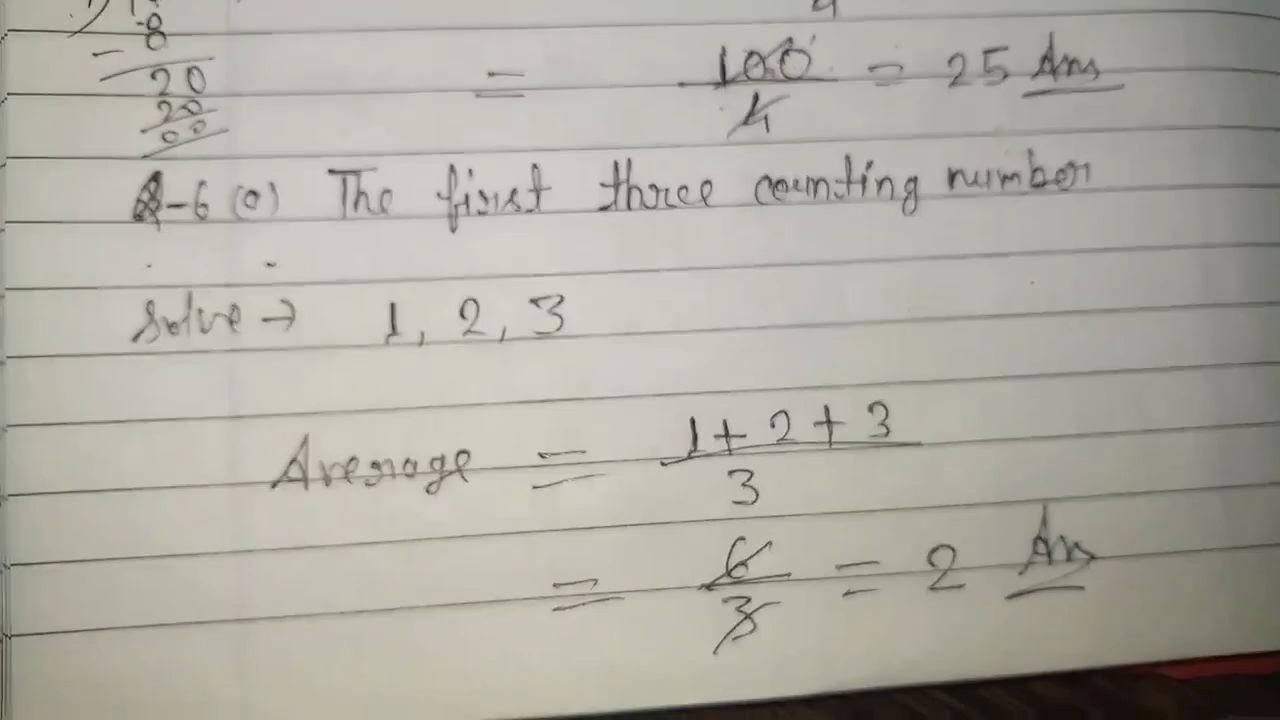 8
- 8
20
20
00
= 100/4 = 25 Ans
Q-6 (a) The first three counting number
Solve → 1, 2, 3
Average = 1+2+3/3
= 6/3 = 2 Ans